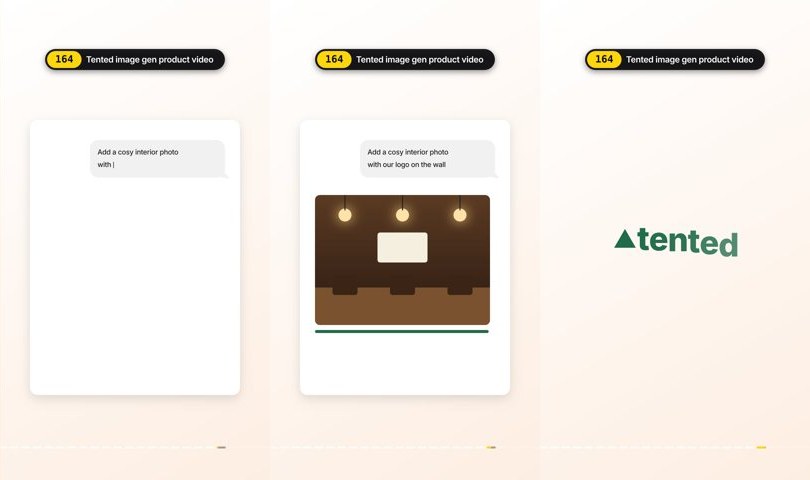 164 Tented image gen product video
Add a cosy interior photo
with |
164 Tented image gen product video
Add a cosy interior photo
with our logo on the wall
164 Tented image gen product video
tented